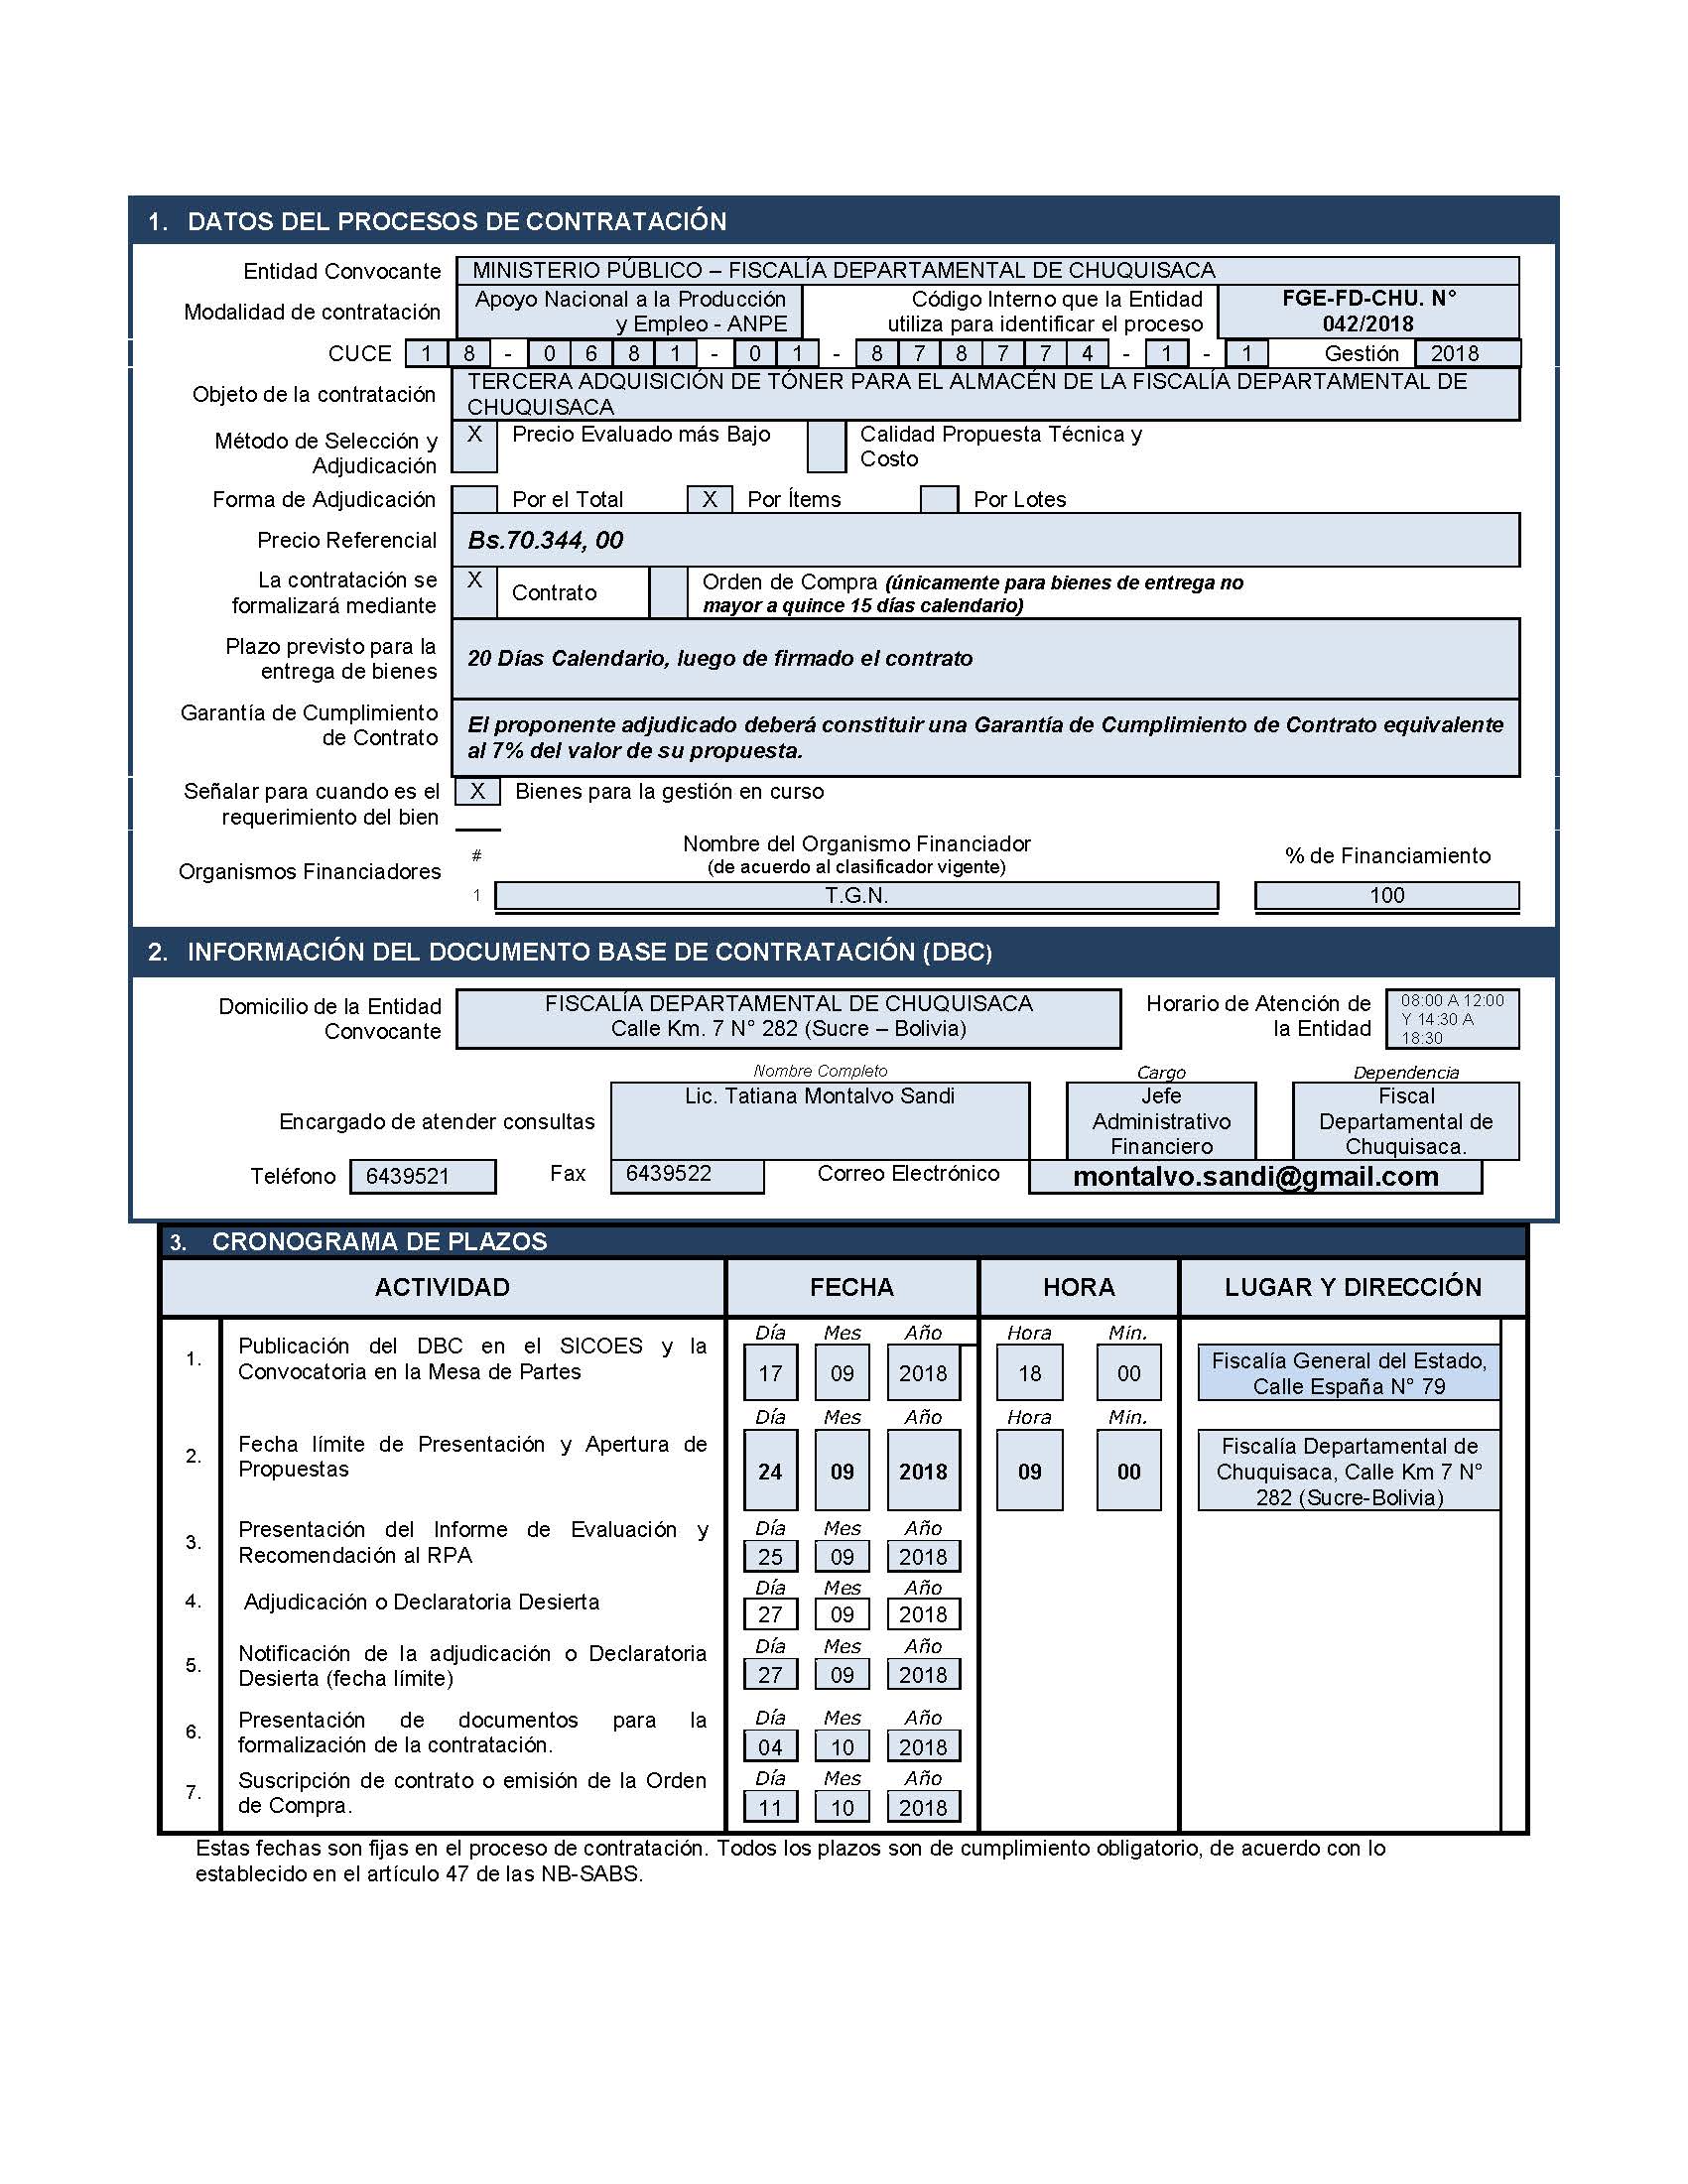 1. DATOS DEL PROCESOS DE CONTRATACIÓN
Entidad Convocante MINISTERIO PÚBLICO – FISCALÍA DEPARTAMENTAL DE CHUQUISACA
Modalidad de contratación
Apoyo Nacional a la Producción
y Empleo - ANPE
Código Interno que la Entidad
utiliza para identificar el proceso
FGE-FD-CHU. N°
042/2018
CUCE 1 8 - 0 6 8 1 - 0 1 - 8 7 8 7 7 4 - 1 - 1 Gestión 2018
Objeto de la contratación
TERCERA ADQUISICIÓN DE TÓNER PARA EL ALMACÉN DE LA FISCALÍA DEPARTAMENTAL DE
CHUQUISACA
Método de Selección y
Adjudicación
X Precio Evaluado más Bajo
Calidad Propuesta Técnica y
Costo
Forma de Adjudicación Por el Total X Por Ítems Por Lotes
Precio Referencial Bs.70.344, 00
La contratación se
formalizará mediante
X Contrato
Orden de Compra (únicamente para bienes de entrega no
mayor a quince 15 días calendario)
Plazo previsto para la
entrega de bienes
20 Días Calendario, luego de firmado el contrato
Garantía de Cumplimiento
de Contrato
El proponente adjudicado deberá constituir una Garantía de Cumplimiento de Contrato equivalente
al 7% del valor de su propuesta.
Señalar para cuando es el
requerimiento del bien
X Bienes para la gestión en curso
Organismos Financiadores
# Nombre del Organismo Financiador
(de acuerdo al clasificador vigente)
% de Financiamiento
1 T.G.N. 100
2. INFORMACIÓN DEL DOCUMENTO BASE DE CONTRATACIÓN (DBC)
Domicilio de la Entidad
Convocante
FISCALÍA DEPARTAMENTAL DE CHUQUISACA
Calle Km. 7 N° 282 (Sucre – Bolivia)
Horario de Atención de
la Entidad
08:00 A 12:00
Y 14:30 A
18:30
Nombre Completo Cargo Dependencia
Encargado de atender consultas
Lic. Tatiana Montalvo Sandi
Jefe
Administrativo
Financiero
Fiscal
Departamental de
Chuquisaca.
Teléfono 6439521 Fax 6439522 Correo Electrónico montalvo.sandi@gmail.com
3. CRONOGRAMA DE PLAZOS
ACTIVIDAD FECHA HORA LUGAR Y DIRECCIÓN
Día Mes Año Hora Min.
1. Publicación del DBC en el SICOES y la
Convocatoria en la Mesa de Partes
17 09 2018 18 00
Fiscalía General del Estado,
Calle España N° 79
Día Mes Año Hora Min.
2. Fecha límite de Presentación y Apertura de
Propuestas
24 09 2018 09 00
Fiscalía Departamental de
Chuquisaca, Calle Km 7 N°
282 (Sucre-Bolivia)
Día Mes Año
3. Presentación del Informe de Evaluación y
Recomendación al RPA
25 09 2018
Día Mes Año
4. Adjudicación o Declaratoria Desierta
27 09 2018
Día Mes Año
5. Notificación de la adjudicación o Declaratoria
Desierta (fecha límite)
27 09 2018
Día Mes Año
6. Presentación de documentos para la
formalización de la contratación.
04 10 2018
Día Mes Año
7. Suscripción de contrato o emisión de la Orden
de Compra.
11 10 2018
Estas fechas son fijas en el proceso de contratación. Todos los plazos son de cumplimiento obligatorio, de acuerdo con lo
establecido en el artículo 47 de las NB-SABS.